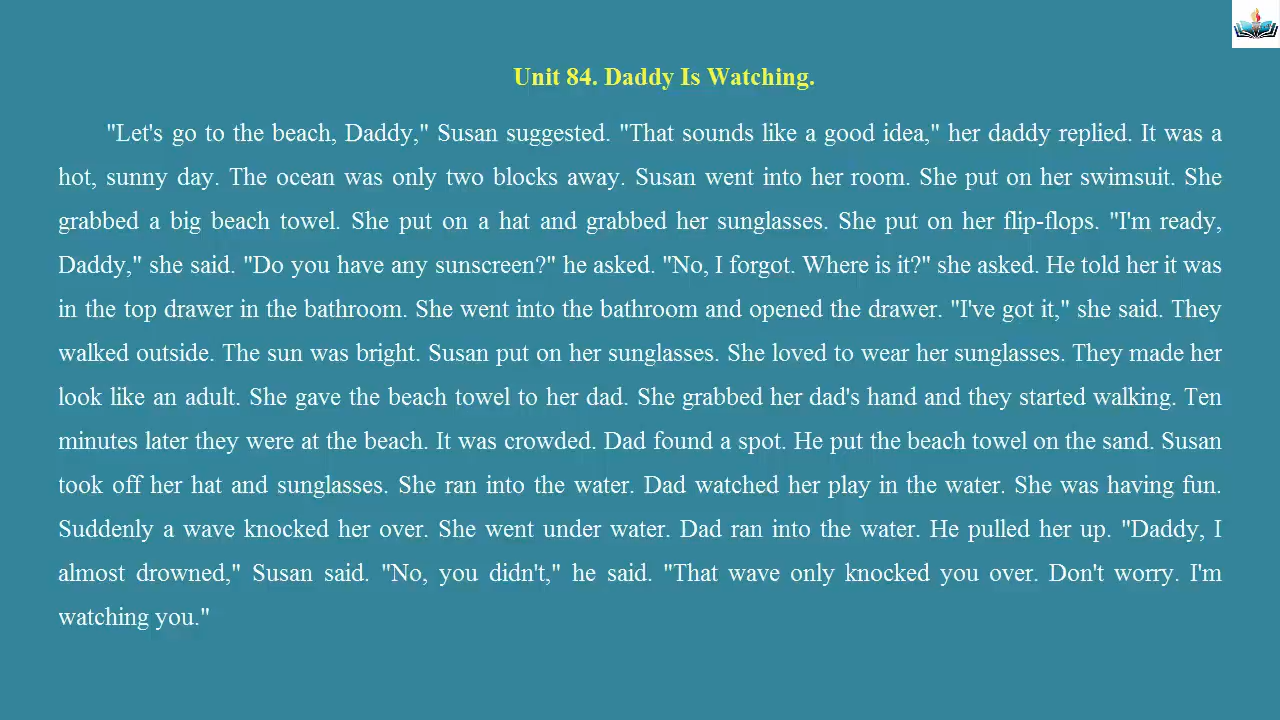 Unit 84. Daddy Is Watching.
"Let's go to the beach, Daddy," Susan suggested. "That sounds like a good idea," her daddy replied. It was a
hot, sunny day. The ocean was only two blocks away. Susan went into her room. She put on her swimsuit. She
grabbed a big beach towel. She put on a hat and grabbed her sunglasses. She put on her flip-flops. "I'm ready,
Daddy," she said. "Do you have any sunscreen?" he asked. "No, I forgot. Where is it?" she asked. He told her it was
in the top drawer in the bathroom. She went into the bathroom and opened the drawer. "I've got it," she said. They
walked outside. The sun was bright. Susan put on her sunglasses. She loved to wear her sunglasses. They made her
look like an adult. She gave the beach towel to her dad. She grabbed her dad's hand and they started walking. Ten
minutes later they were at the beach. It was crowded. Dad found a spot. He put the beach towel on the sand. Susan
took off her hat and sunglasses. She ran into the water. Dad watched her play in the water. She was having fun.
Suddenly a wave knocked her over. She went under water. Dad ran into the water. He pulled her up. "Daddy, I
almost drowned," Susan said. "No, you didn't," he said. "That wave only knocked you over. Don't worry. I'm
watching you."